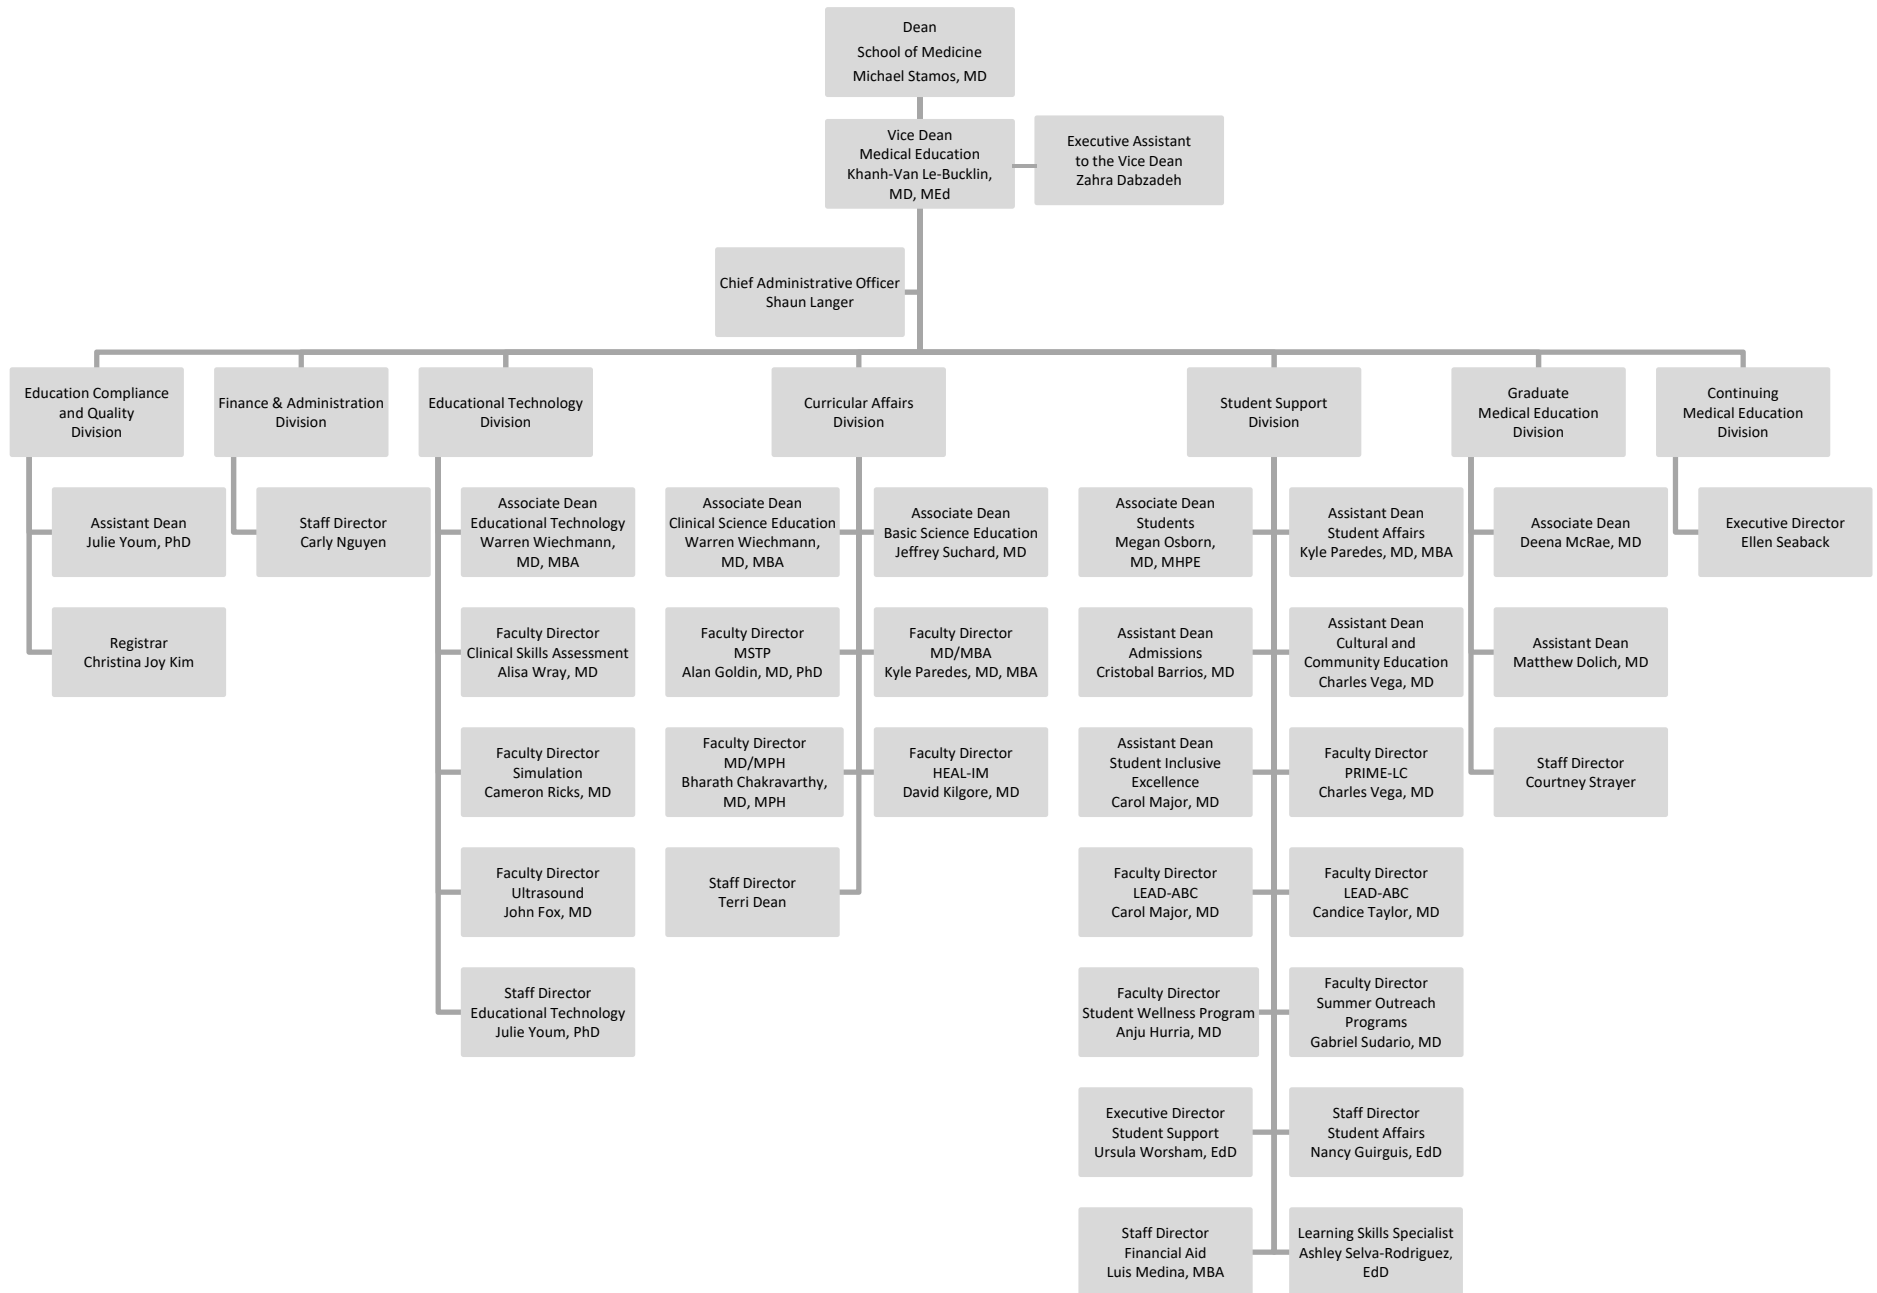 Dean
School of Medicine
Michael Stamos, MD
Vice Dean
Medical Education
Khanh-Van Le-Bucklin,
MD, MEd
Executive Assistant
to the Vice Dean
Zahra Dabzadeh
Chief Administrative Officer
Shaun Langer
Education Compliance
and Quality
Division
Assistant Dean
Julie Youm, PhD
Registrar
Christina Joy Kim
Finance & Administration
Division
Staff Director
Carly Nguyen
Educational Technology
Division
Associate Dean
Educational Technology
Warren Wiechmann,
MD, MBA
Faculty Director
Clinical Skills Assessment
Alisa Wray, MD
Faculty Director
Simulation
Cameron Ricks, MD
Faculty Director
Ultrasound
John Fox, MD
Staff Director
Educational Technology
Julie Youm, PhD
Curricular Affairs
Division
Associate Dean
Clinical Science Education
Warren Wiechmann,
MD, MBA
Associate Dean
Basic Science Education
Jeffrey Suchard, MD
Faculty Director
MSTP
Alan Goldin, MD, PhD
Faculty Director
MD/MBA
Kyle Paredes, MD, MBA
Faculty Director
MD/MPH
Bharath Chakravarthy,
MD, MPH
Faculty Director
HEAL-IM
David Kilgore, MD
Staff Director
Terri Dean
Student Support
Division
Associate Dean
Students
Megan Osborn,
MD, MHPE
Assistant Dean
Student Affairs
Kyle Paredes, MD, MBA
Assistant Dean
Admissions
Cristobal Barrios, MD
Assistant Dean
Cultural and
Community Education
Charles Vega, MD
Assistant Dean
Student Inclusive
Excellence
Carol Major, MD
Faculty Director
PRIME-LC
Charles Vega, MD
Faculty Director
LEAD-ABC
Carol Major, MD
Faculty Director
LEAD-ABC
Candice Taylor, MD
Faculty Director
Student Wellness Program
Anju Hurria, MD
Faculty Director
Summer Outreach
Programs
Gabriel Sudario, MD
Executive Director
Student Support
Ursula Worsham, EdD
Staff Director
Student Affairs
Nancy Guirguis, EdD
Staff Director
Financial Aid
Luis Medina, MBA
Learning Skills Specialist
Ashley Selva-Rodriguez,
EdD
Graduate
Medical Education
Division
Associate Dean
Deena McRae, MD
Assistant Dean
Matthew Dolich, MD
Staff Director
Courtney Strayer
Continuing
Medical Education
Division
Executive Director
Ellen Seaback